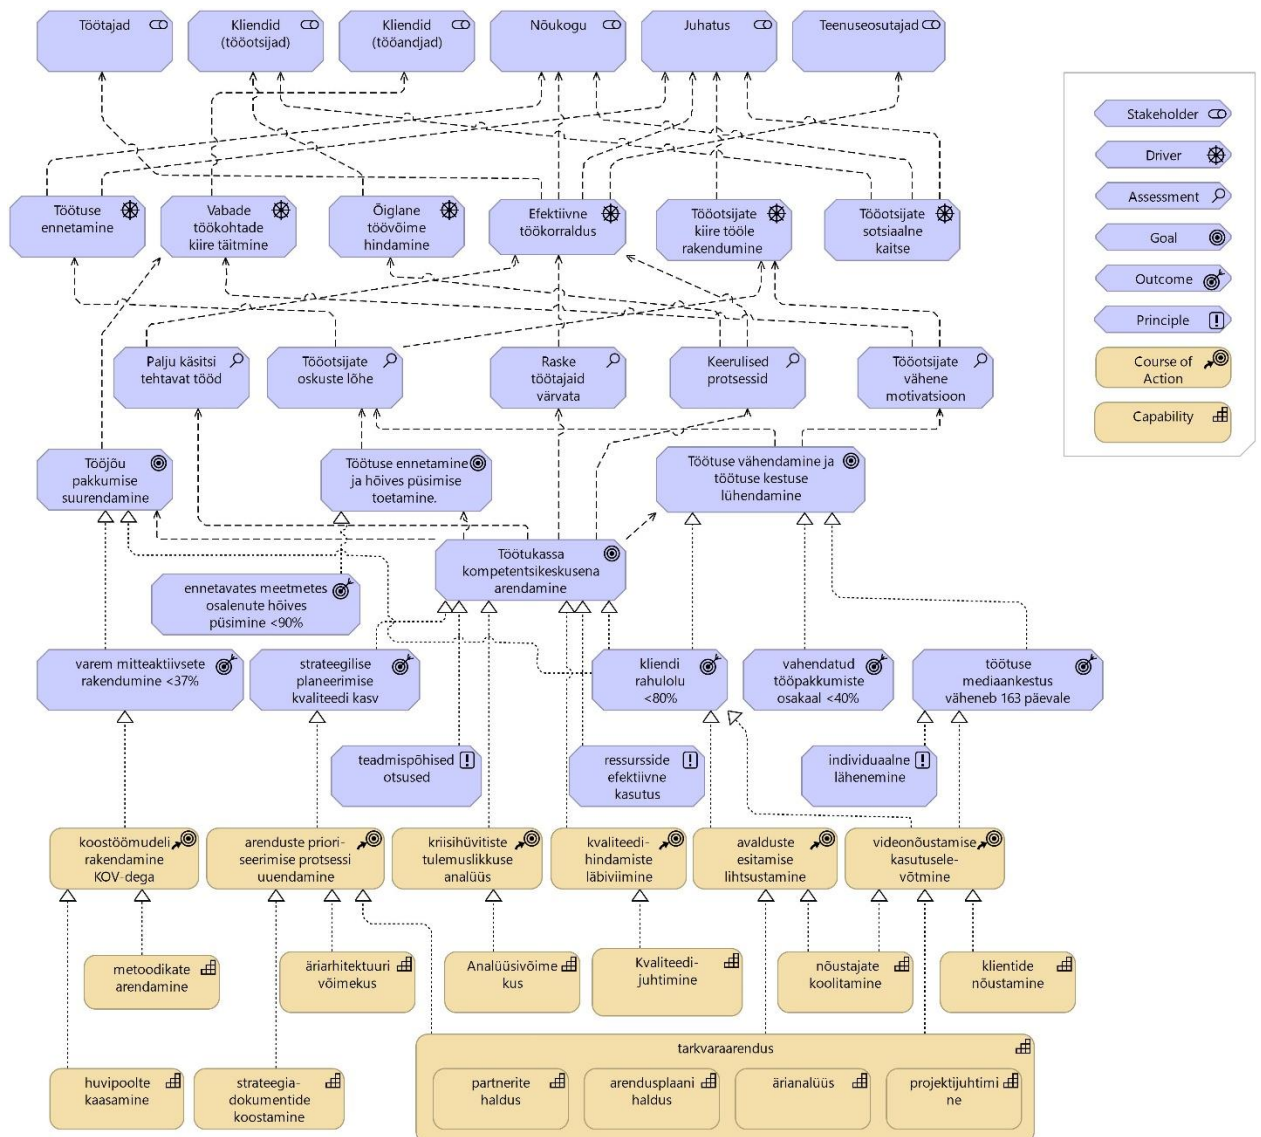 Töötajad
Kliendid
(tööotsijad)
Kliendid
(tööandjad)
Nõukogu
Juhatus
Teenuseosutajad
Stakeholder
Driver
Assessment
Goal
Outcome
Principle
Course of
Action
Capability
Töötuse
ennetamine
Vabade
töökohtade
kiire täitmine
Õiglane
töövõime
hindamine
Efektiivne
töökorraldus
Tööotsijate
kiire tööle
rakendumine
Tööotsijate
sotsiaalne
kaitse
Palju käsitsi
tehtavat tööd
Tööotsijate
oskuste lõhe
Raske
töötajaid
värvata
Keerulised
protsessid
Tööotsijate
vähene
motivatsioon
Tööjõu
pakkumise
suurendamine
Töötuse ennetamine
ja hõives püsimise
toetamine.
Töötuse vähendamine ja
töötuse kestuse
lühendamine
Töötukassa
kompetentsikeskusena
arendamine
ennetavates meetmetes
osalenute hõives
püsimine <90%
varem mitteaktiivsete
rakendumine <37%
strateegilise
planeerimise
kvaliteedi kasv
kliendi
rahulolu
<80%
vahendatud
tööpakkumiste
osakaal <40%
töötuse
mediaankestus
väheneb 163 päevale
teadmispõhised
otsused
ressursside
efektiivne
kasutus
individuaalne
lähenemine
koostöömudeli
rakendamine
KOV-dega
arenduste priori-
seerimise protsessi
uuendamine
kriisihüvitiste
tulemuslikkuse
analüüs
kvaliteedi-
hindamiste
läbiviimine
avalduste
esitamise
lihtsustamine
videonõustamise
kasutusele-
võtmine
metoodikate
arendamine
äriarhitektuuri
võimekus
Analüüsivõime
kus
Kvaliteedi-
juhtimine
nõustajate
koolitamine
klientide
nõustamine
tarkvaraarendus
huvipoolte
kaasamine
strateegia-
dokumentide
koostamine
partnerite
haldus
arendusplaani
haldus
ärianalüüs
projektijuhtimi
ne